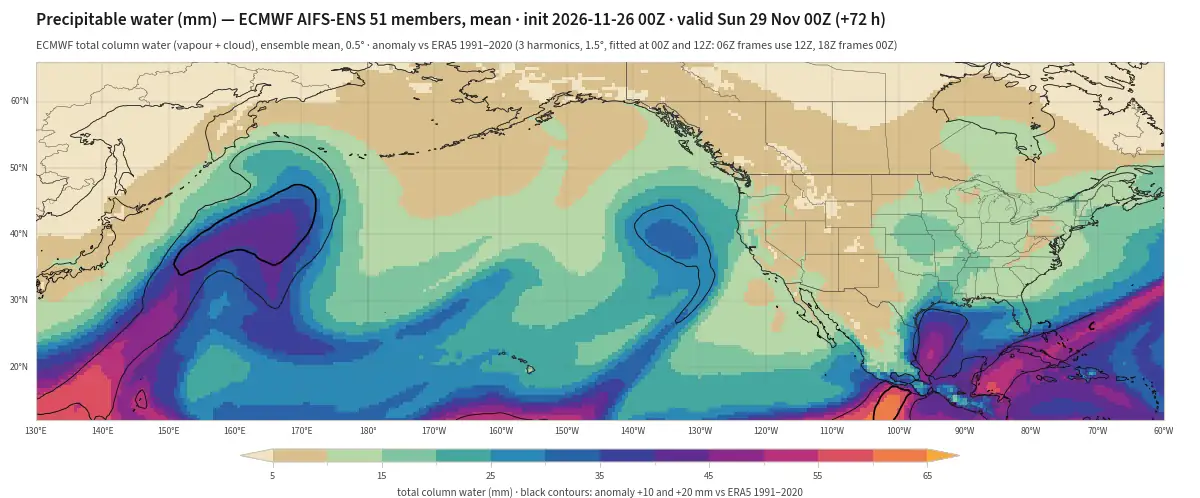 Precipitable water (mm) — ECMWF AIFS-ENS 51 members, mean · init 2026-11-26 00Z · valid Sun 29 Nov 00Z (+72 h)
ECMWF total column water (vapour + cloud), ensemble mean, 0.5° · anomaly vs ERA5 1991–2020 (3 harmonics, 1.5°, fitted at 00Z and 12Z: 06Z frames use 12Z, 18Z frames 00Z)
60°N
50°N
40°N
30°N
20°N
130°E 140°E 150°E 160°E 170°E 180° 170°W 160°W 150°W 140°W 130°W 120°W 110°W 100°W 90°W 80°W 70°W 60°W
5 15 25 35 45 55 65
total column water (mm) · black contours: anomaly +10 and +20 mm vs ERA5 1991–2020